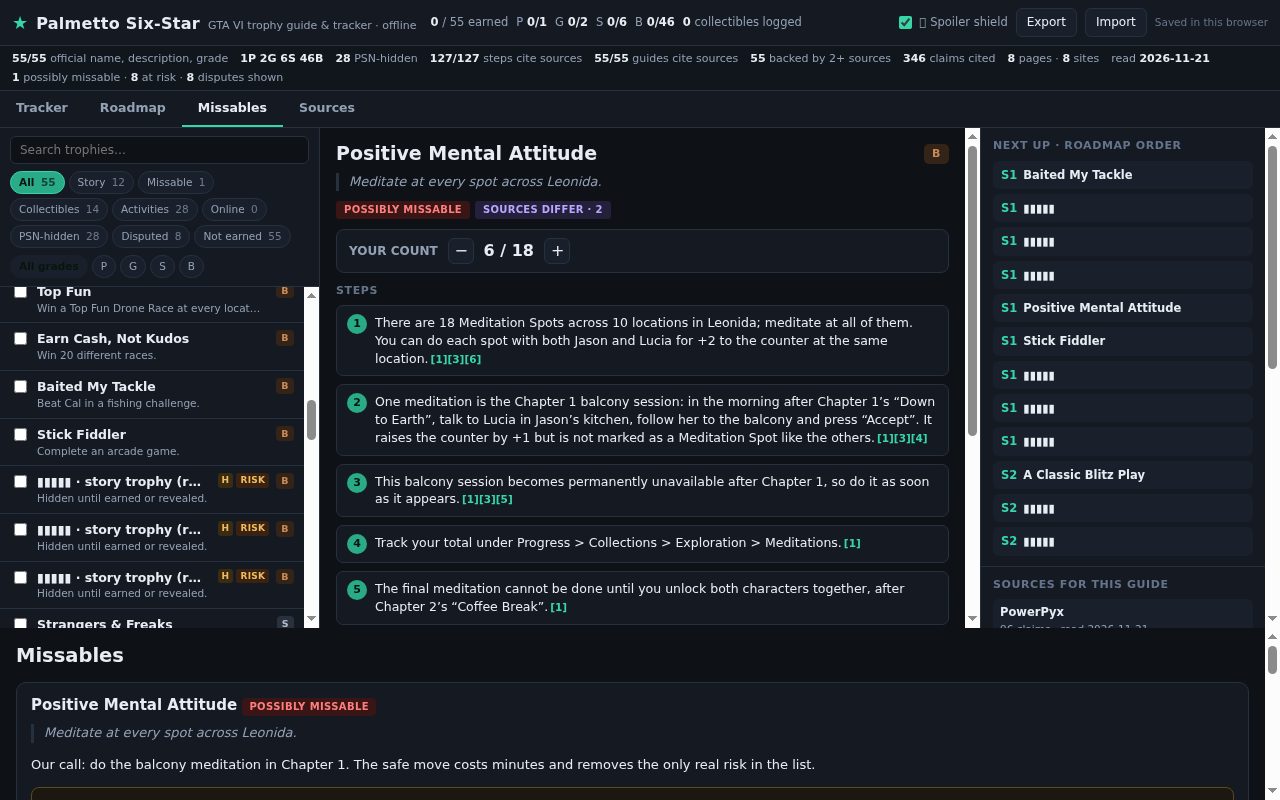 ★ Palmetto Six-Star GTA VI trophy guide & tracker · offline 0 / 55 earned P 0/1 G 0/2 S 0/6 B 0/46 0 collectibles logged Spoiler shield Export Import Saved in this browser
55/55 official name, description, grade 1P 2G 6S 46B 28 PSN-hidden 127/127 steps cite sources 55/55 guides cite sources 55 backed by 2+ sources 346 claims cited 8 pages · 8 sites read 2026-11-21
1 possibly missable · 8 at risk · 8 disputes shown
Tracker Roadmap Missables Sources
Search trophies...
All 55 Story 12 Missable 1
Collectibles 14 Activities 28 Online 0
PSN-hidden 28 Disputed 8 Not earned 55
All grades P G S B
Top Fun B
Win a Top Fun Drone Race at every locat...
Earn Cash, Not Kudos B
Win 20 different races.
Baited My Tackle B
Beat Cal in a fishing challenge.
Stick Fiddler B
Complete an arcade game.
▮▮▮▮▮ · story trophy (r... H RISK B
Hidden until earned or revealed.
▮▮▮▮▮ · story trophy (r... H RISK B
Hidden until earned or revealed.
▮▮▮▮▮ · story trophy (r... H RISK B
Hidden until earned or revealed.
Strangers & Freaks S
Positive Mental Attitude B
Meditate at every spot across Leonida.
POSSIBLY MISSABLE SOURCES DIFFER · 2
YOUR COUNT − 6 / 18 +
STEPS
1 There are 18 Meditation Spots across 10 locations in Leonida; meditate at all of them.
You can do each spot with both Jason and Lucia for +2 to the counter at the same
location. [1][3][6]
2 One meditation is the Chapter 1 balcony session: in the morning after Chapter 1's “Down
to Earth”, talk to Lucia in Jason's kitchen, follow her to the balcony and press “Accept”. It
raises the counter by +1 but is not marked as a Meditation Spot like the others. [1][3][4]
3 This balcony session becomes permanently unavailable after Chapter 1, so do it as soon
as it appears. [1][3][5]
4 Track your total under Progress > Collections > Exploration > Meditations. [1]
5 The final meditation cannot be done until you unlock both characters together, after
Chapter 2's “Coffee Break”. [1]
NEXT UP · ROADMAP ORDER
S1 Baited My Tackle
S1 ▮▮▮▮▮
S1 ▮▮▮▮▮
S1 ▮▮▮▮▮
S1 Positive Mental Attitude
S1 Stick Fiddler
S1 ▮▮▮▮▮
S1 ▮▮▮▮▮
S1 ▮▮▮▮▮
S2 A Classic Blitz Play
S2 ▮▮▮▮▮
S2 ▮▮▮▮▮
SOURCES FOR THIS GUIDE
PowerPyx
Missables
Positive Mental Attitude POSSIBLY MISSABLE
Meditate at every spot across Leonida.
Our call: do the balcony meditation in Chapter 1. The safe move costs minutes and removes the only real risk in the list.